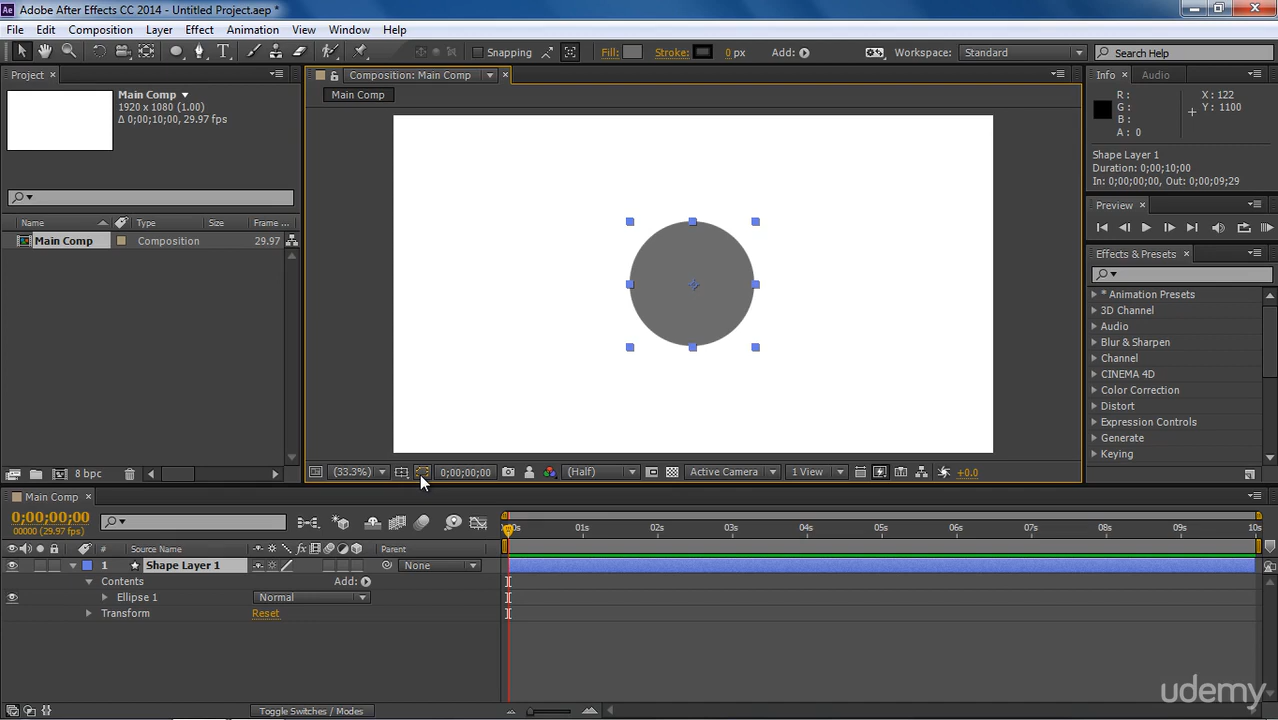 Adobe After Effects CC 2014 - Untitled Project.aep *
File Edit Composition Layer Effect Animation View Window Help
Snapping Fill: Stroke: 0 px Add: Workspace: Standard Search Help
Project Composition: Main Comp Info Audio
Main Comp
1920 x 1080 (1.00)
Δ 0;00;10;00, 29.97 fps
Main Comp
R :
G :
B :
A : 0
X : 122
Y : 1100
Shape Layer 1
Duration: 0;00;10;00
In: 0;00;00;00, Out: 0;00;09;29
Preview
Name Type Size Frame ...
Main Comp Composition 29.97
Effects & Presets
* Animation Presets
3D Channel
Audio
Blur & Sharpen
Channel
CINEMA 4D
Color Correction
Distort
Expression Controls
Generate
Keying
8 bpc
(33.3%) 0;00;00;00 (Half) Active Camera 1 View +0.0
Main Comp
0;00;00;00
00000 (29.97 fps)
01s 02s 03s 04s 05s 06s 07s 08s 09s 10s
# Source Name Parent
1 Shape Layer 1 None
Contents Add:
Ellipse 1 Normal
Transform Reset
Toggle Switches / Modes
udemy